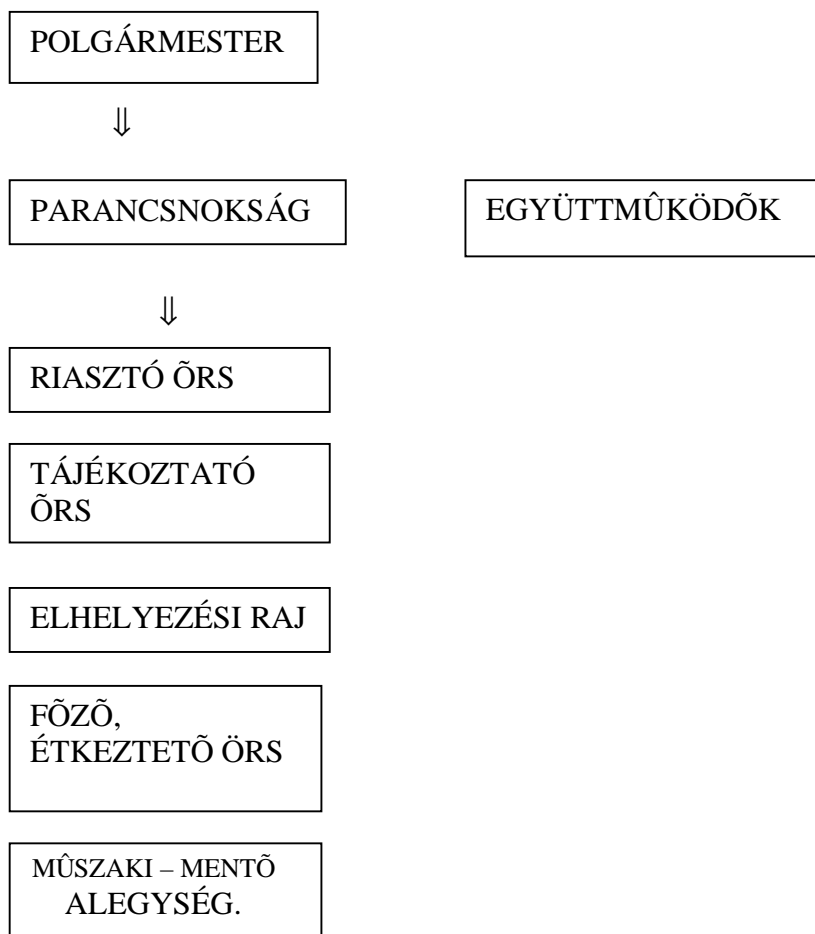 POLGÁRMESTER
⇓
PARANCSNOKSÁG
EGYÜTTMÛKÖDÕK
⇓
RIASZTÓ ÕRS
TÁJÉKOZTATÓ
ÕRS
ELHELYEZÉSI RAJ
FÕZÕ,
ÉTKEZTETÕ ÖRS
MÛSZAKI – MENTÕ
ALEGYSÉG.